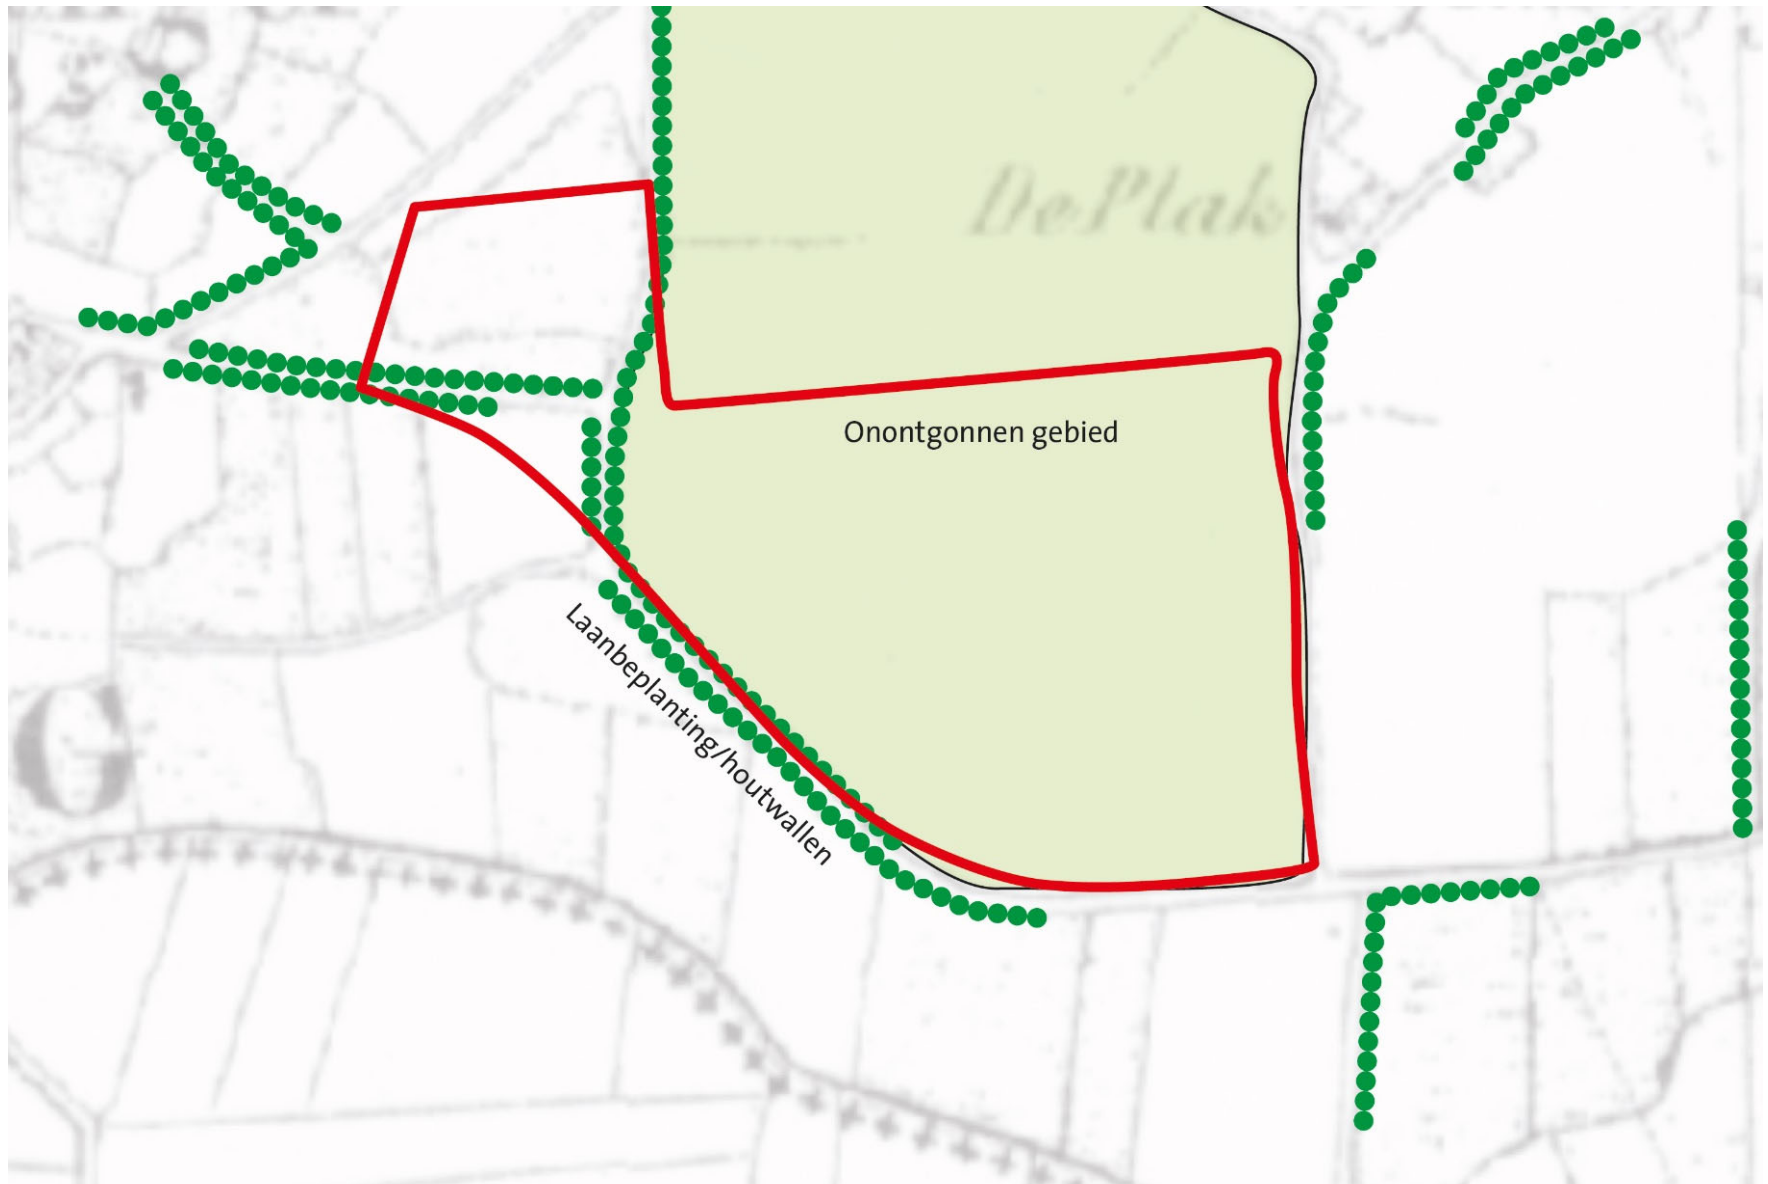 De Plak
Onontgonnen gebied
Laanbeplanting/houtwallen
G